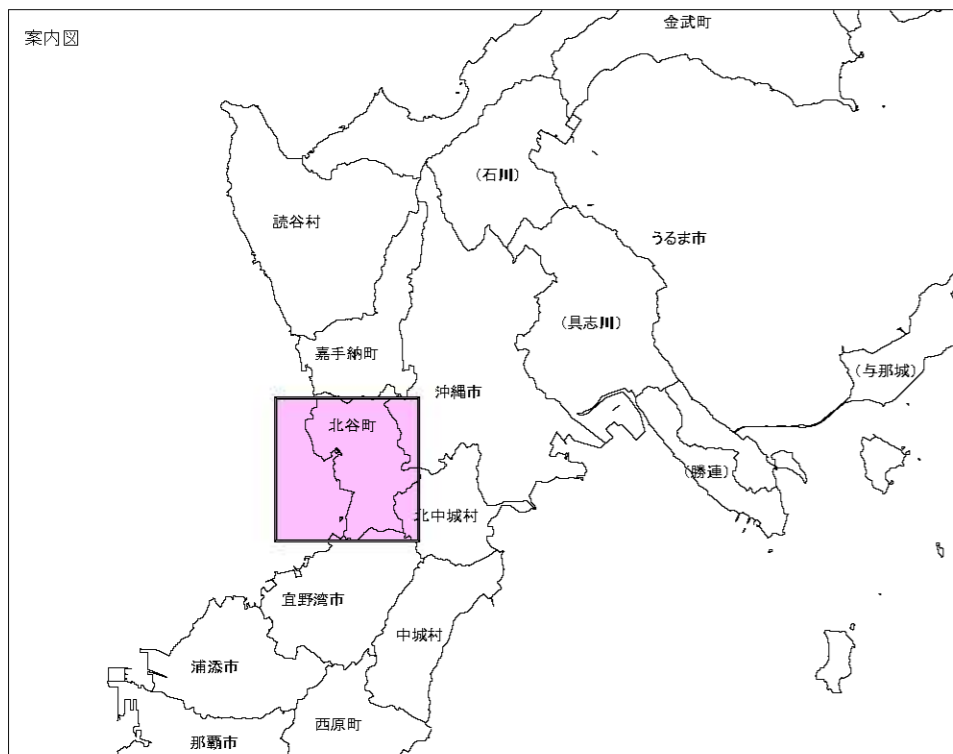 案内図
金武町
(石川)
読谷村
うるま市
(具志川)
嘉手納町
(与那城)
沖縄市
北谷町
(勝連)
北中城村
宜野湾市
中城村
浦添市
西原町
那覇市